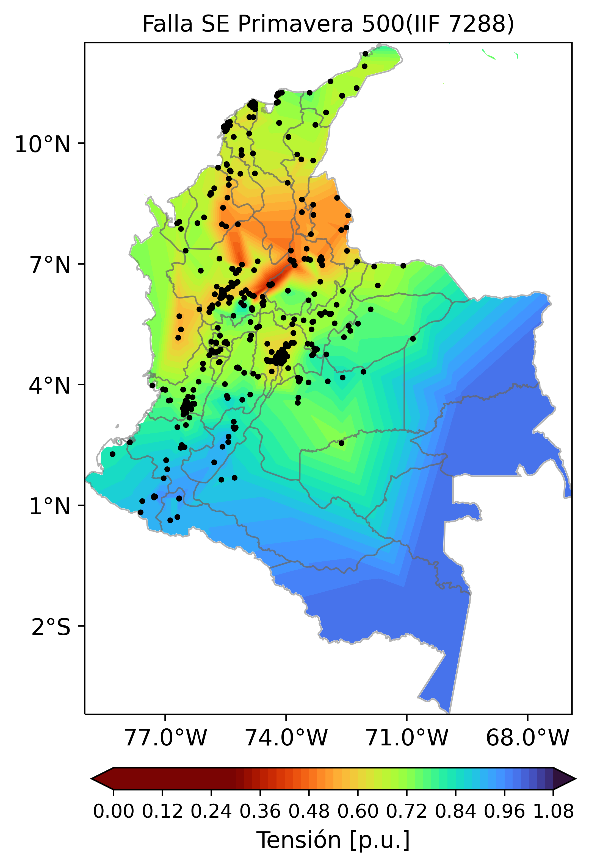 Falla SE Primavera 500(IIF 7288)
10°N
7°N
4°N
1°N
2°S
77.0°W 74.0°W 71.0°W 68.0°W
0.00 0.12 0.24 0.36 0.48 0.60 0.72 0.84 0.96 1.08
Tensión [p.u.]